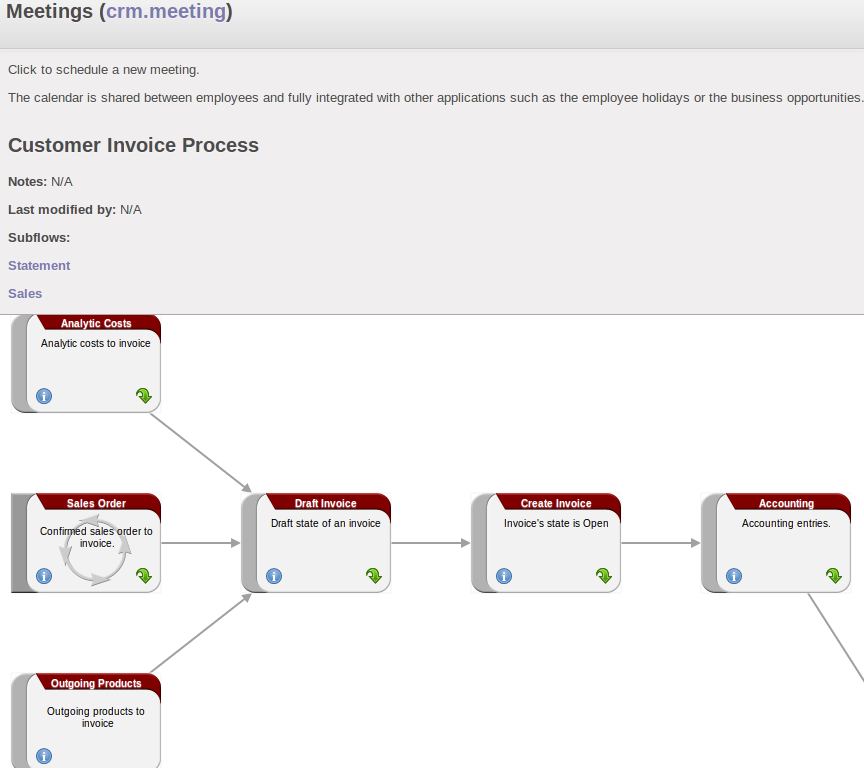 Meetings (crm.meeting)
Click to schedule a new meeting.
The calendar is shared between employees and fully integrated with other applications such as the employee holidays or the business opportunities.
Customer Invoice Process
Notes: N/A
Last modified by: N/A
Subflows:
Statement
Sales
Analytic Costs
Analytic costs to invoice
Sales Order
Confirmed sales order to
invoice.
Draft Invoice
Draft state of an invoice
Create Invoice
Invoice's state is Open
Accounting
Accounting entries.
Outgoing Products
Outgoing products to
invoice